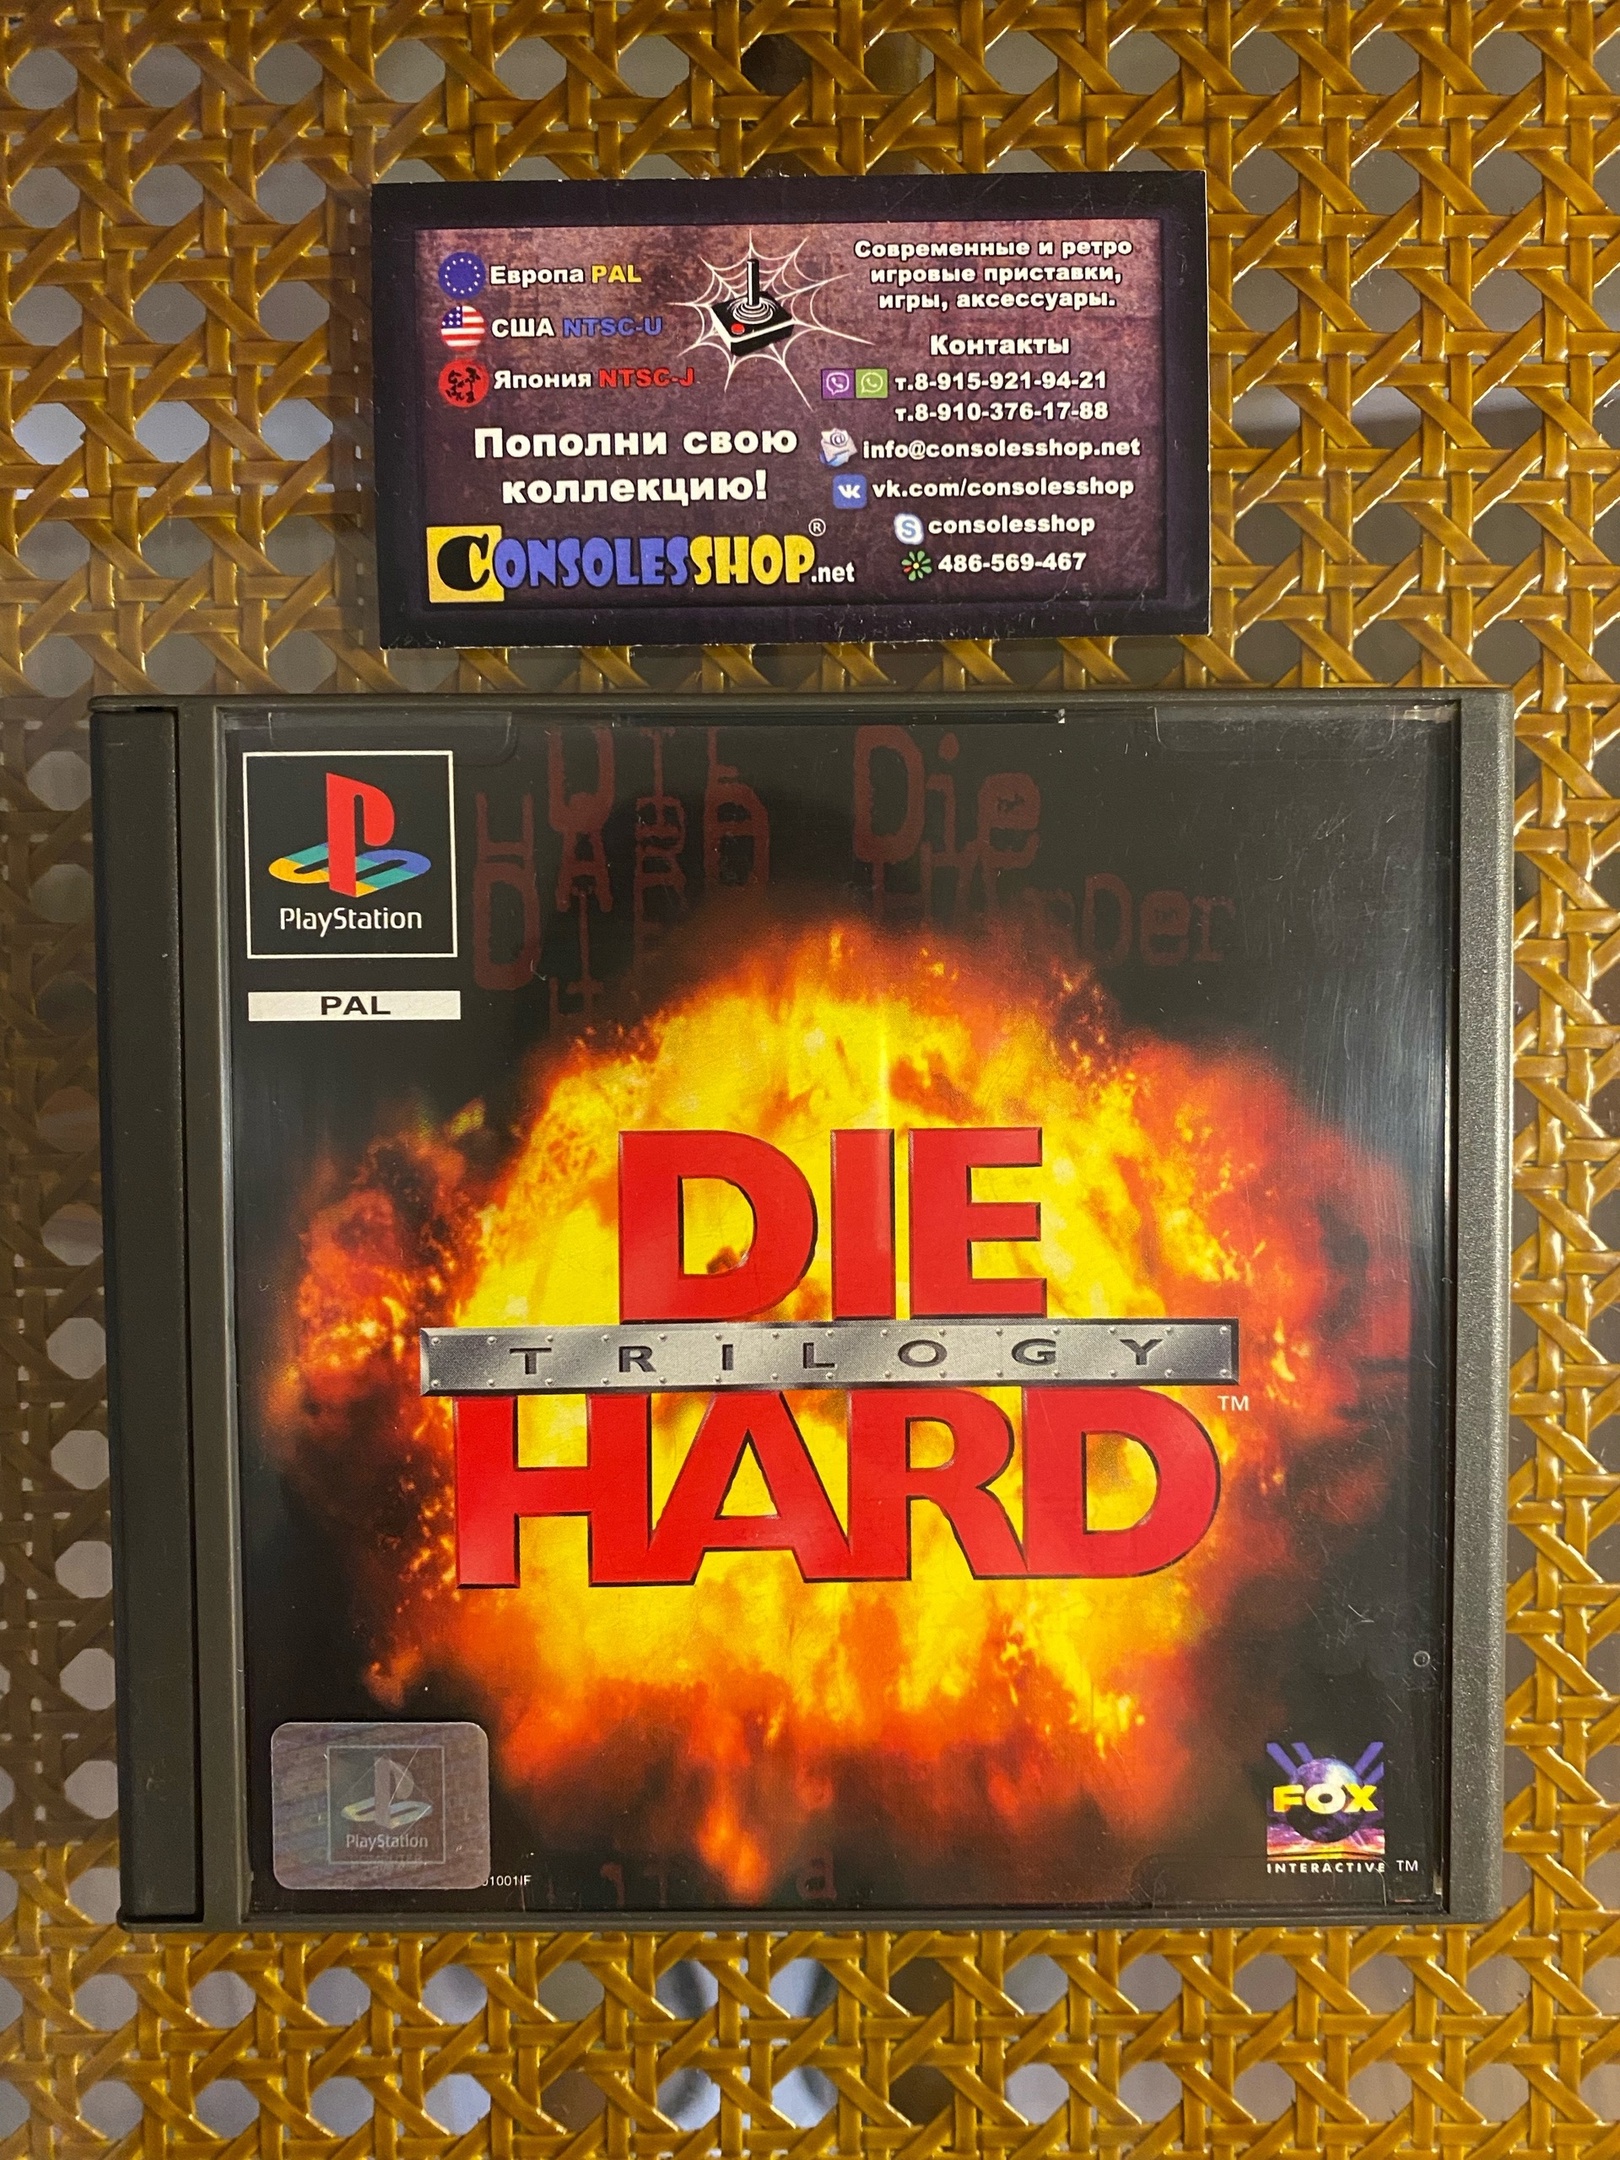 Европа PAL
США NTSC-U
Япония NTSC-J
Пополни свою
коллекцию!
CONSOLESSHOP.net
®
Современные и ретро
игровые приставки,
игры, аксессуары.
Контакты
т.8-915-921-94-21
т.8-910-376-17-88
info@consolesshop.net
vk.com/consolesshop
consolesshop
486-569-467
PlayStation
PAL
Die
DIE
TRILOGY
HARD
TM
PlayStation
01001IF
FOX
INTERACTIVE TM